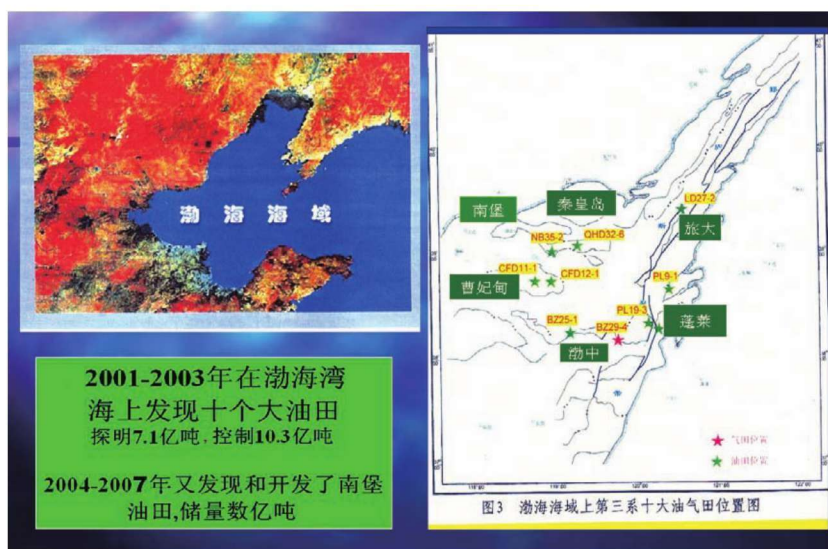 渤海海域
2001-2003年在渤海湾
海上发现十个大油田
探明7.1亿吨,控制10.3亿吨
2004-2007年又发现和开发了南堡
油田,储量数亿吨
LD27-2
南堡
秦皇岛
旅大
NB35-2
QHD32-6
CFD11-1
CFD12-1
PL9-1
曹妃甸
BZ25-1
BZ29-4
PL19-3
蓬莱
渤中
气田位置
油田位置
图3 渤海海域上第三系十大油气田位置图